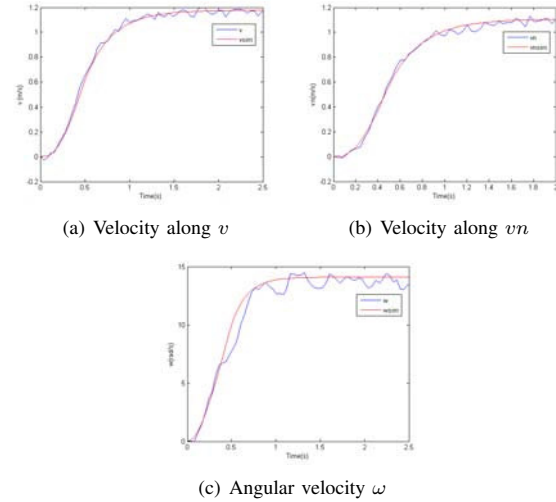 1.2
1
0.8
0.6
0.4
0.2
0
-0.2
v (m/s)
v
vsim
0 0.5 1 1.5 2 2.5
Time(s)
(a) Velocity along v
1.2
1
0.8
0.6
0.4
0.2
0
-0.2
vn(m/s)
vn
vnsim
0 0.2 0.4 0.6 0.8 1 1.2 1.4 1.6 1.8 2
Time(s)
(b) Velocity along vn
15
10
5
0
w(rad/s)
w
wsim
0 0.5 1 1.5 2 2.5
Time(s)
(c) Angular velocity ω